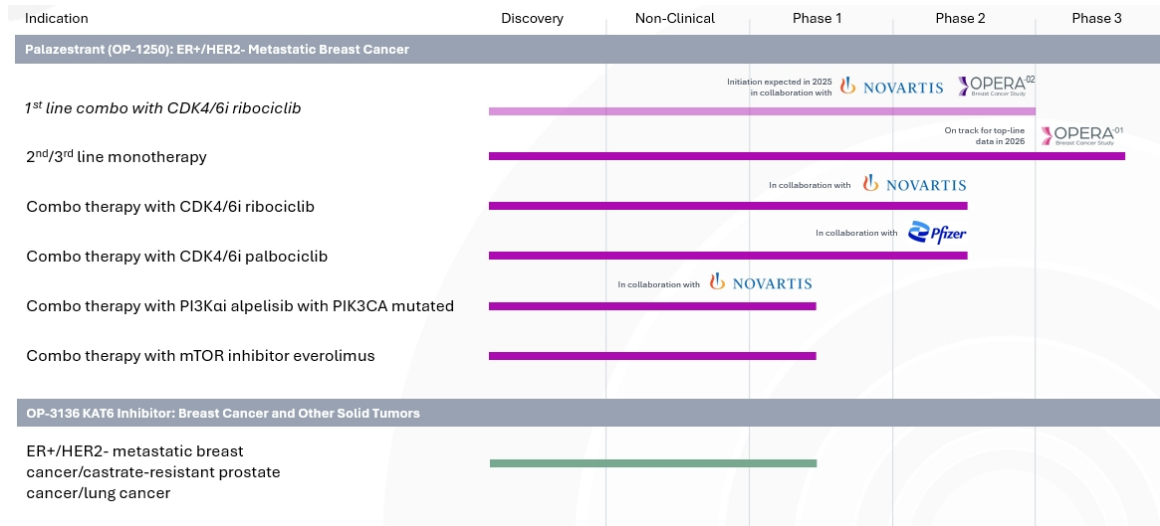 Indication Discovery Non-Clinical Phase 1 Phase 2 Phase 3
Palazestrant (OP-1250): ER+/HER2- Metastatic Breast Cancer
Initiation expected in 2025
in collaboration with
NOVARTIS
OPERA-02
Breast Cancer Study
1st line combo with CDK4/6i ribociclib
On track for top-line
data in 2026
OPERA-01
Breast Cancer Study
2nd/3rd line monotherapy
In collaboration with NOVARTIS
Combo therapy with CDK4/6i ribociclib
In collaboration with Pfizer
Combo therapy with CDK4/6i palbociclib
In collaboration with NOVARTIS
Combo therapy with PI3Kαi alpelisib with PIK3CA mutated
Combo therapy with mTOR inhibitor everolimus
OP-3136 KAT6 Inhibitor: Breast Cancer and Other Solid Tumors
ER+/HER2- metastatic breast
cancer/castrate-resistant prostate
cancer/lung cancer